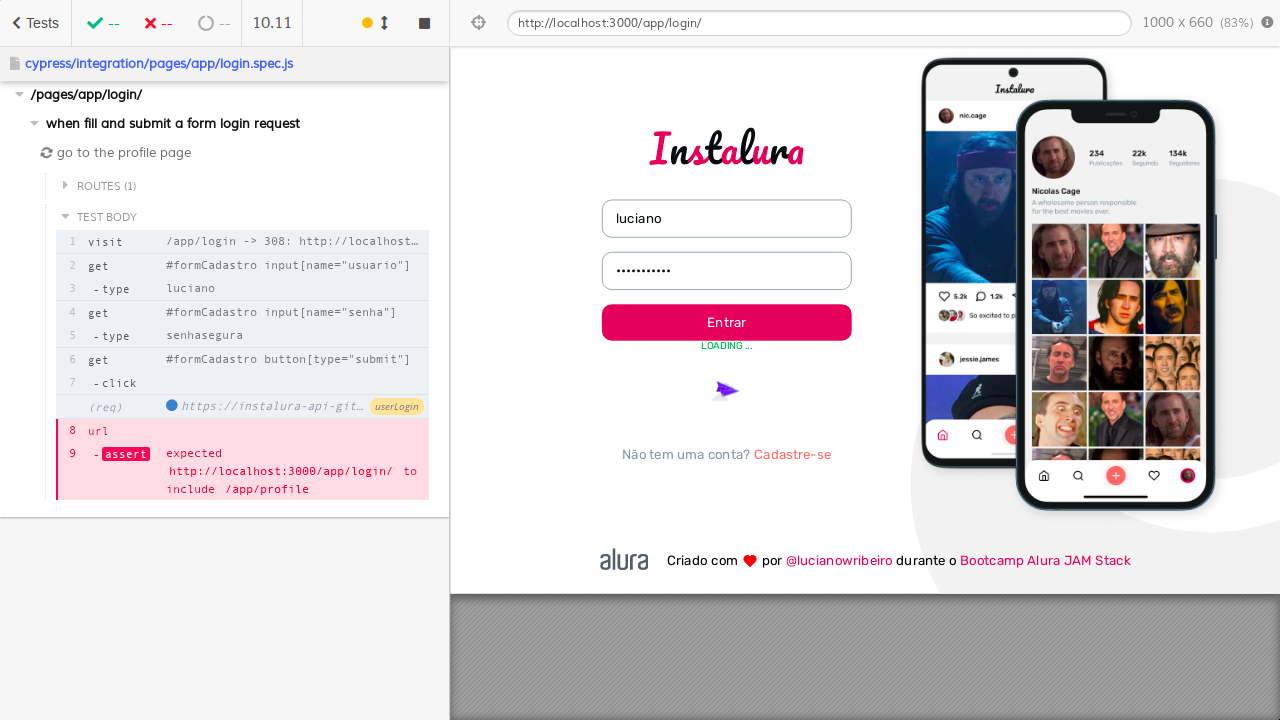 Tests -- -- -- 10.11
http://localhost:3000/app/login/ 1000 x 660 (83%)
cypress/integration/pages/app/login.spec.js
/pages/app/login/
when fill and submit a form login request
go to the profile page
ROUTES (1)
TEST BODY
1 visit /app/login -> 308: http://localhost…
2 get #formCadastro input[name="usuario"]
3 -type luciano
4 get #formCadastro input[name="senha"]
5 -type senhasegura
6 get #formCadastro button[type="submit"]
7 -click
(req) https://instalura-api-git… userLogin
8 url
9 -assert expected
http://localhost:3000/app/login/ to
include /app/profile
Instalura
luciano
•••••••••••
Entrar
LOADING ...
Não tem uma conta? Cadastre-se
Instalura
nic.cage
5.2k 1.2k
So excited to p
jessie.james
234 22k 134k
Publicações Seguindo Seguidores
Nicolas Cage
A wholesome person responsible
for the best movies ever.
alura Criado com ❤ por @lucianowribeiro durante o Bootcamp Alura JAM Stack